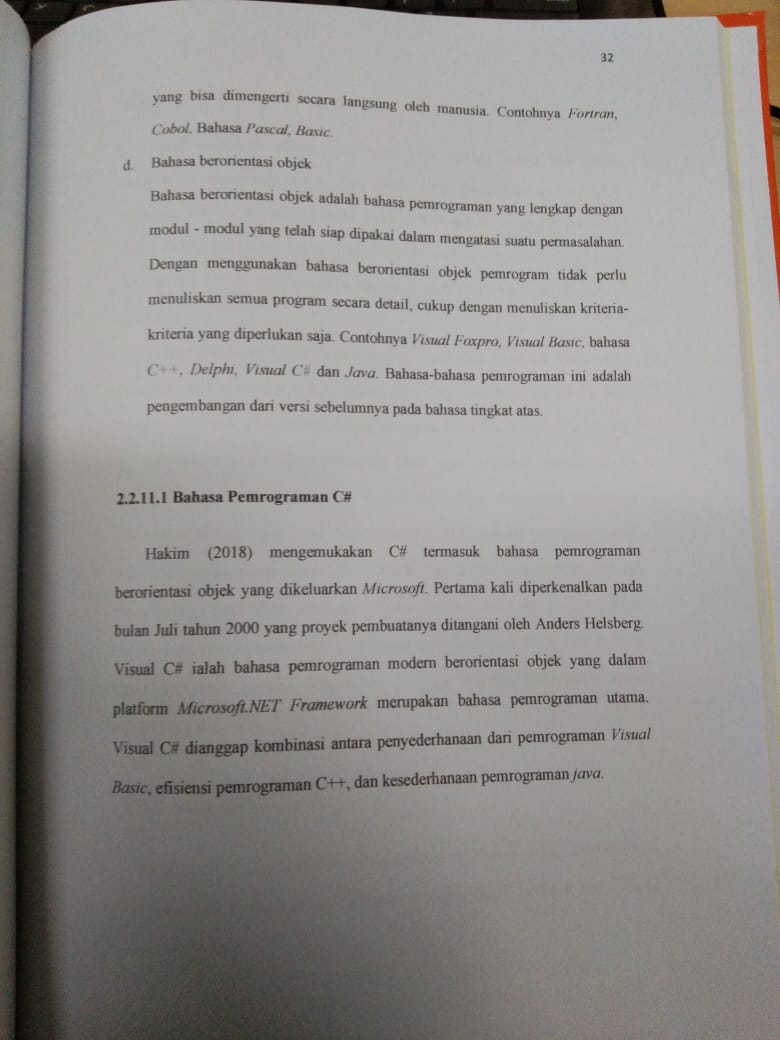 32
yang bisa dimengerti secara langsung oleh manusia. Contohnya Fortran,
Cobol, Bahasa Pascal, Basic.
d. Bahasa berorientasi objek
Bahasa berorientasi objek adalah bahasa pemrograman yang lengkap dengan
modul - modul yang telah siap dipakai dalam mengatasi suatu permasalahan.
Dengan menggunakan bahasa berorientasi objek pemrogram tidak perlu
menuliskan semua program secara detail, cukup dengan menuliskan kriteria-
kriteria yang diperlukan saja. Contohnya Visual Foxpro, Visual Basic, bahasa
C++, Delphi, Visual C# dan Java. Bahasa-bahasa pemrograman ini adalah
pengembangan dari versi sebelumnya pada bahasa tingkat atas.
2.2.11.1 Bahasa Pemrograman C#
Hakim (2018) mengemukakan C# termasuk bahasa pemrograman
berorientasi objek yang dikeluarkan Microsoft. Pertama kali diperkenalkan pada
bulan Juli tahun 2000 yang proyek pembuatanya ditangani oleh Anders Helsberg.
Visual C# ialah bahasa pemrograman modern berorientasi objek yang dalam
platform Microsoft.NET Framework merupakan bahasa pemrograman utama.
Visual C# dianggap kombinasi antara penyederhanaan dari pemrograman Visual
Basic, efisiensi pemrograman C++, dan kesederhanaan pemrograman java.